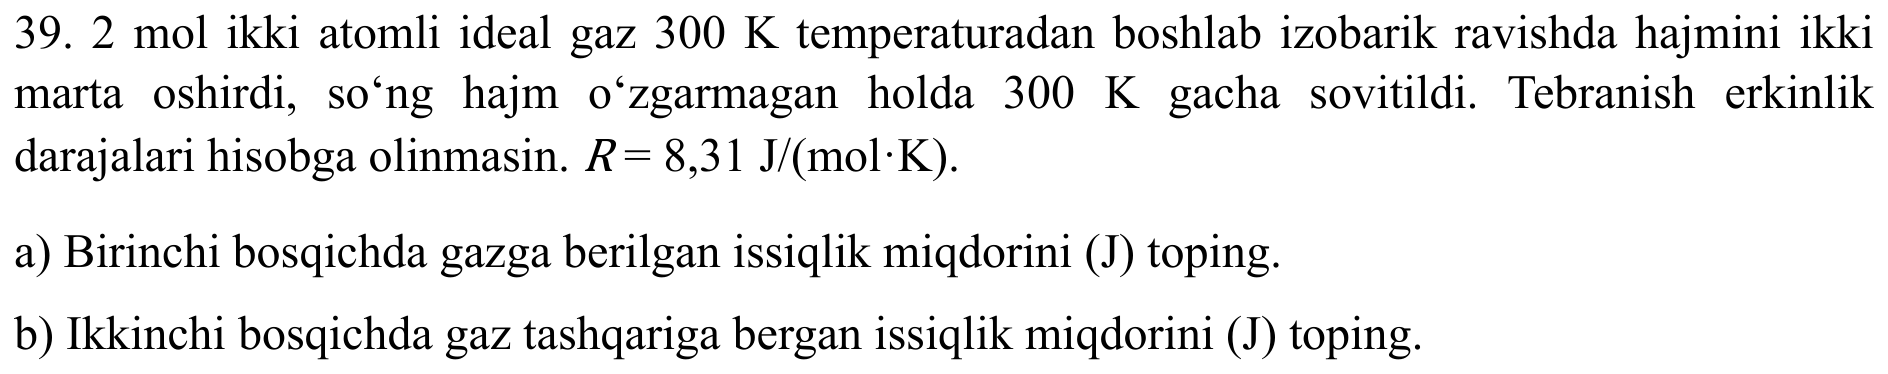 39. 2 mol ikki atomli ideal gaz 300 K temperaturadan boshlab izobarik ravishda hajmini ikki
marta oshirdi, so‘ng hajm o‘zgarmagan holda 300 K gacha sovitildi. Tebranish erkinlik
darajalari hisobga olinmasin. R = 8,31 J/(mol·K).
a) Birinchi bosqichda gazga berilgan issiqlik miqdorini (J) toping.
b) Ikkinchi bosqichda gaz tashqariga bergan issiqlik miqdorini (J) toping.